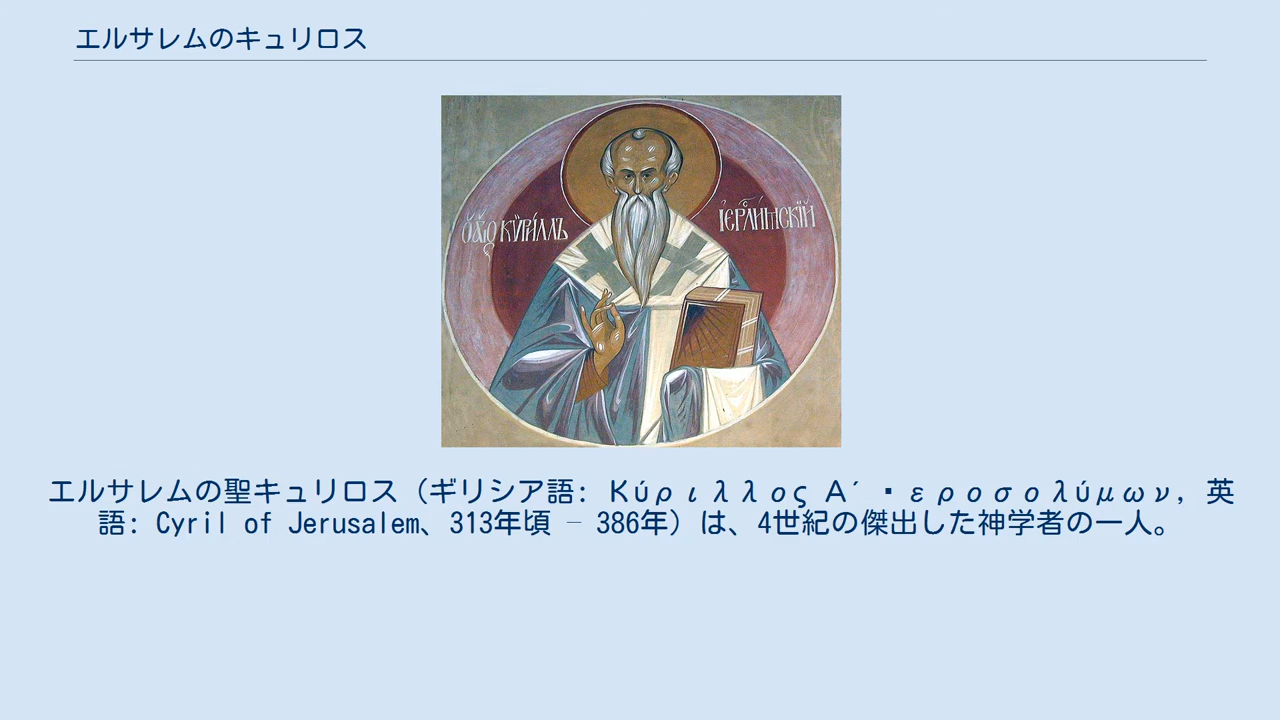 エルサレムのキュリロス
КѴРИ́ЛЛЪ
エルサレムの聖キュリロス（ギリシア語: Κύριλλος Α΄ ・εροσολύμων, 英
語: Cyril of Jerusalem、313年頃 – 386年）は、4世紀の傑出した神学者の一人。